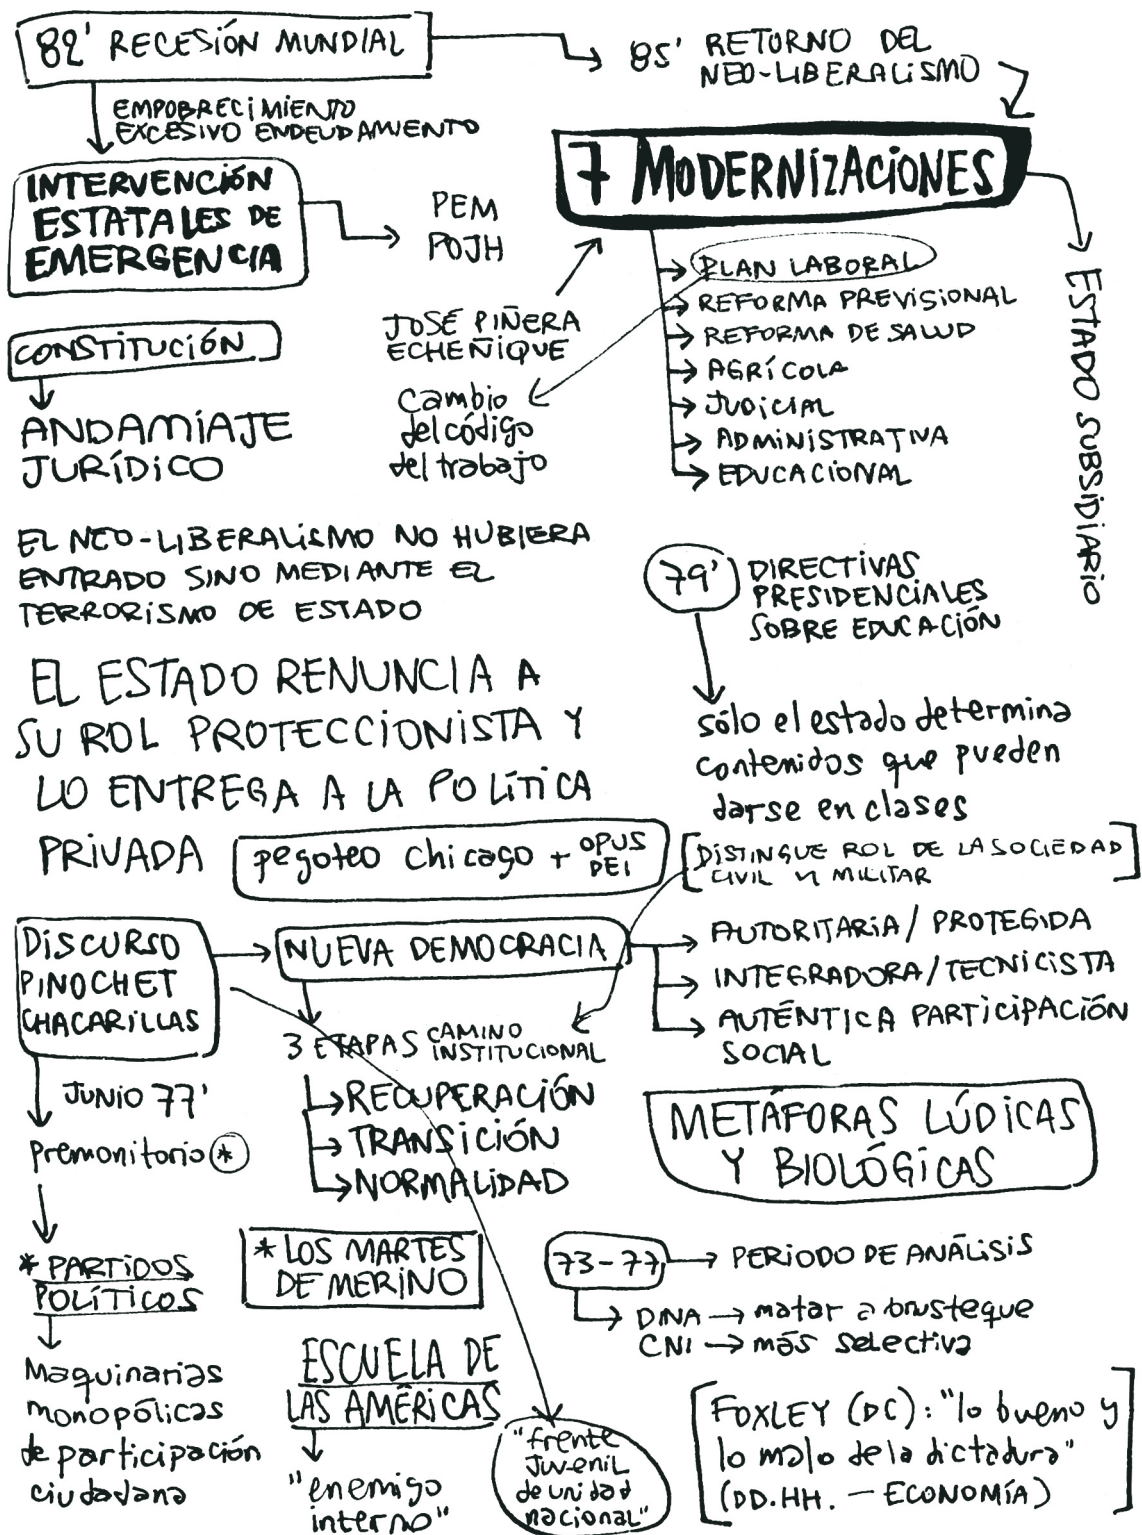 82' RECESIÓN MUNDIAL
85' RETORNO DEL
NEO-LIBERALISMO
EMPOBRECIMIENTO
EXCESIVO ENDEUDAMIENTO
INTERVENCIÓN
ESTATALES DE
EMERGENCIA
PEM
POJH
7 MODERNIZACIONES
PLAN LABORAL
REFORMA PREVISIONAL
REFORMA DE SALUD
AGRÍCOLA
JUDICIAL
ADMINISTRATIVA
EDUCACIONAL
ESTADO SUBSIDIARIO
JOSÉ PIÑERA
ECHEÑIQUE
Cambio
del código
del trabajo
CONSTITUCIÓN
ANDAMIAJE
JURÍDICO
EL NEO-LIBERALISMO NO HUBIERA
ENTRADO SINO MEDIANTE EL
TERRORISMO DE ESTADO
79' DIRECTIVAS
PRESIDENCIALES
SOBRE EDUCACIÓN
sólo el estado determina
contenidos que pueden
darse en clases
EL ESTADO RENUNCIA A
SU ROL PROTECCIONISTA Y
LO ENTREGA A LA POLÍTICA
PRIVADA
pegoteo chicago + OPUS
DEI
[DISTINGUE ROL DE LA SOCIEDAD
CIVIL Y MILITAR]
DISCURSO
PINOCHET
CHACARILLAS
NUEVA DEMOCRACIA
AUTORITARIA / PROTEGIDA
INTEGRADORA / TECNICISTA
AUTÉNTICA PARTICIPACIÓN
SOCIAL
3 ETAPAS CAMINO
INSTITUCIONAL
RECUPERACIÓN
TRANSICIÓN
NORMALIDAD
JUNIO 77'
Premonitorio *
METÁFORAS LÚDICAS
Y BIOLÓGICAS
* PARTIDOS
POLÍTICOS
Maquinarias
monopólicas
de participación
ciudadana
* LOS MARTES
DE MERINO
ESCUELA DE
LAS AMÉRICAS
"enemigo
interno"
"frente
Juvenil
de unidad
nacional"
73-77 → PERIODO DE ANÁLISIS
DINA → matar a brusteque
CNI → más selectiva
[FOXLEY (DC): "lo bueno y
lo malo de la dictadura"
(DD.HH. - ECONOMÍA)]